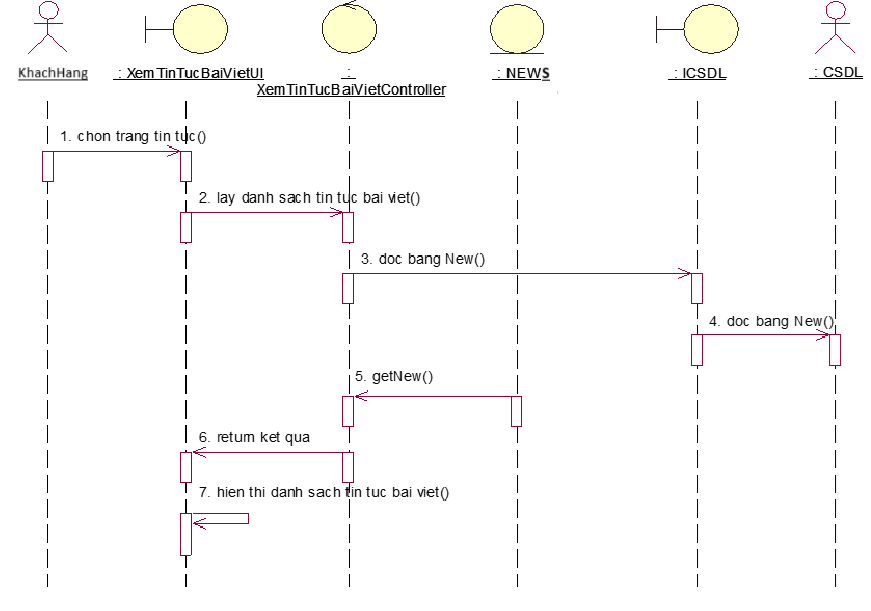 KhachHang
: XemTinTucBaiVietUI
:
XemTinTucBaiVietController
: NEWS
: ICSDL
: CSDL
1. chon trang tin tuc()
2. lay danh sach tin tuc bai viet()
3. doc bang New()
4. doc bang New()
5. getNew()
6. return ket qua
7. hien thi danh sach tin tuc bai viet()